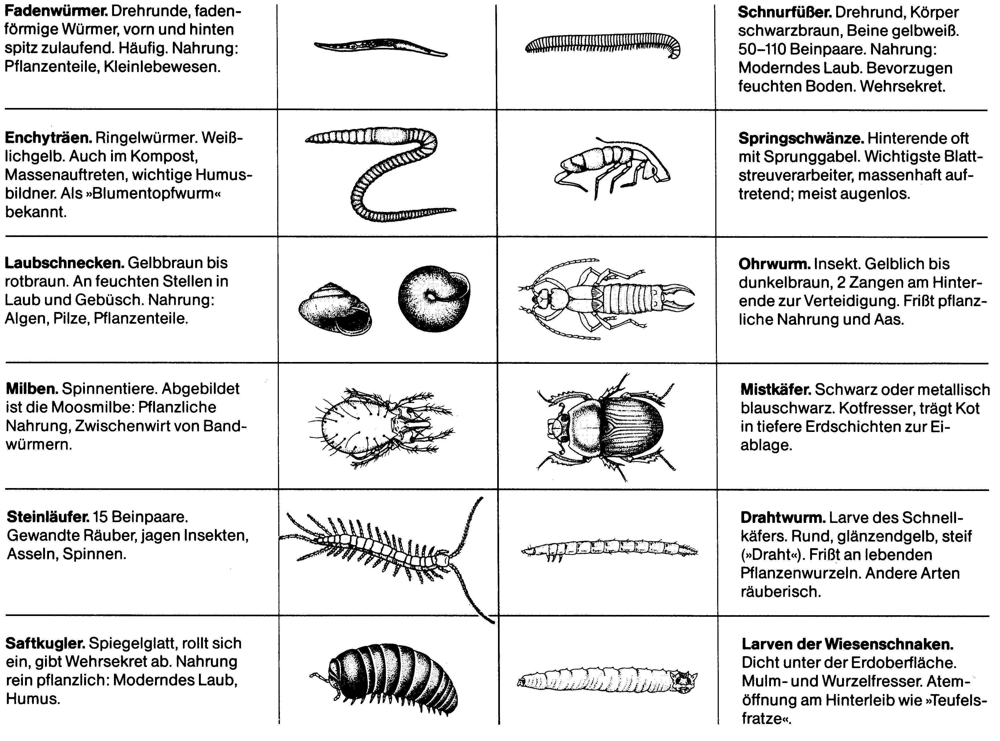 Fadenwürmer. Drehrunde, faden-
förmige Würmer, vorn und hinten
spitz zulaufend. Häufig. Nahrung:
Pflanzenteile, Kleinlebewesen.
Schnurfüßer. Drehrund, Körper
schwarzbraun, Beine gelbweiß.
50–110 Beinpaare. Nahrung:
Moderndes Laub. Bevorzugen
feuchten Boden. Wehrsekret.
Enchyträen. Ringelwürmer. Weiß-
lichgelb. Auch im Kompost,
Massenauftreten, wichtige Humus-
bildner. Als »Blumentopfwurm«
bekannt.
Springschwänze. Hinterende oft
mit Sprunggabel. Wichtigste Blatt-
streuverarbeiter, massenhaft auf-
tretend; meist augenlos.
Laubschnecken. Gelbbraun bis
rotbraun. An feuchten Stellen in
Laub und Gebüsch. Nahrung:
Algen, Pilze, Pflanzenteile.
Ohrwurm. Insekt. Gelblich bis
dunkelbraun, 2 Zangen am Hinter-
ende zur Verteidigung. Frißt pflanz-
liche Nahrung und Aas.
Milben. Spinnentiere. Abgebildet
ist die Moosmilbe: Pflanzliche
Nahrung, Zwischenwirt von Band-
würmern.
Mistkäfer. Schwarz oder metallisch
blauschwarz. Kotfresser, trägt Kot
in tiefere Erdschichten zur Ei-
ablage.
Steinläufer. 15 Beinpaare.
Gewandte Räuber, jagen Insekten,
Asseln, Spinnen.
Drahtwurm. Larve des Schnell-
käfers. Rund, glänzendgelb, steif
(»Draht«). Frißt an lebenden
Pflanzenwurzeln. Andere Arten
räuberisch.
Saftkugler. Spiegelglatt, rollt sich
ein, gibt Wehrsekret ab. Nahrung
rein pflanzlich: Moderndes Laub,
Humus.
Larven der Wiesenschnaken.
Dicht unter der Erdoberfläche.
Mulm- und Wurzelfresser. Atem-
öffnung am Hinterleib wie »Teufels-
fratze«.